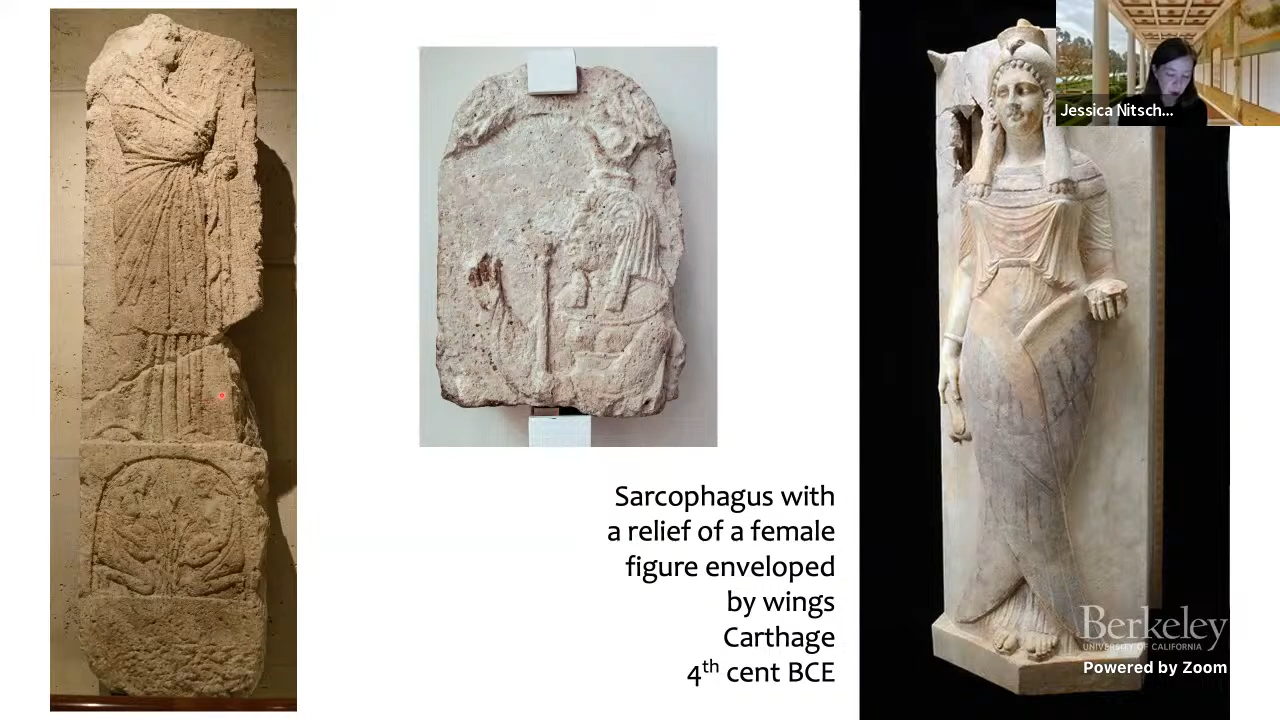 Jessica Nitsch...
Sarcophagus with
a relief of a female
figure enveloped
by wings
Carthage
4th cent BCE
Berkeley
UNIVERSITY OF CALIFORNIA
Powered by Zoom